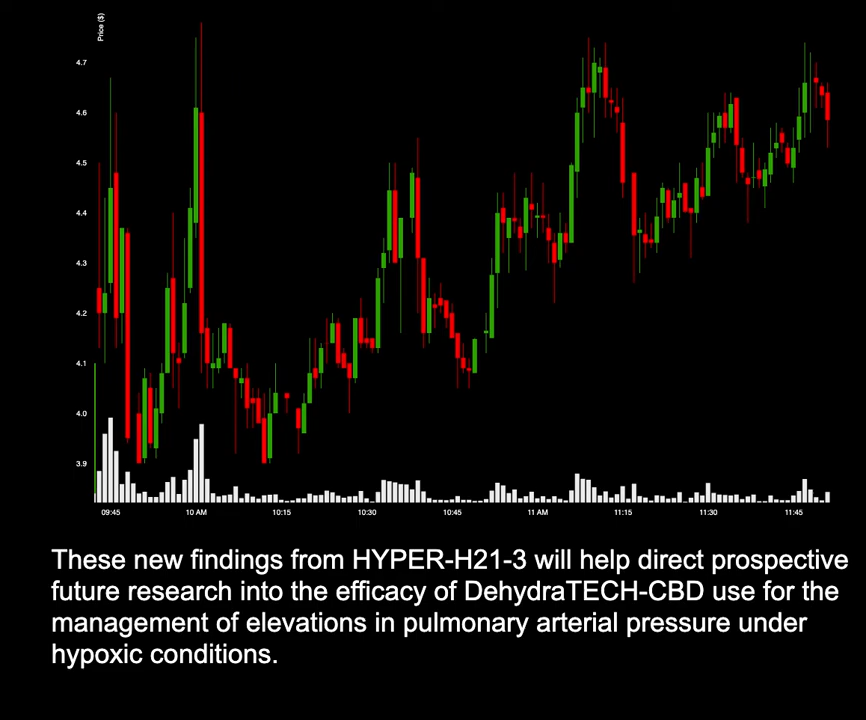 Price ($)
4.7
4.6
4.5
4.4
4.3
4.2
4.1
4.0
3.9
09:45 10 AM 10:15 10:30 10:45 11 AM 11:15 11:30 11:45
These new findings from HYPER-H21-3 will help direct prospective
future research into the efficacy of DehydraTECH-CBD use for the
management of elevations in pulmonary arterial pressure under
hypoxic conditions.